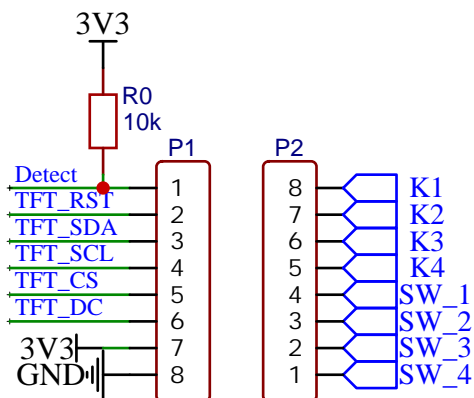 3V3
R0
10k
P1
P2
Detect
1
8
K1
TFT_RST
2
7
K2
TFT_SDA
3
6
K3
TFT_SCL
4
5
K4
TFT_CS
5
4
SW_1
TFT_DC
6
3
SW_2
3V3
7
2
SW_3
GND
8
1
SW_4